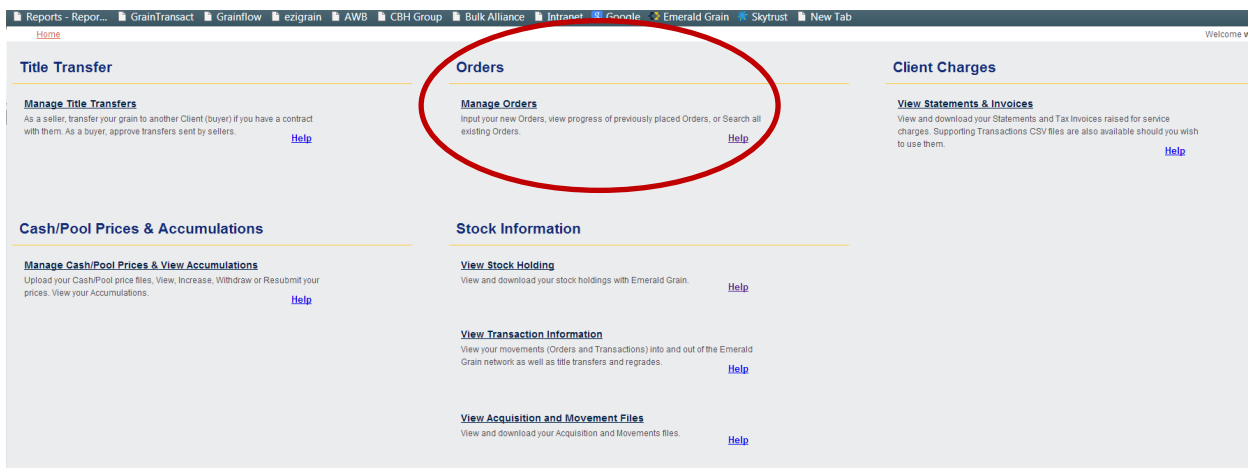 Reports - Repor... GrainTransact Grainflow ezigrain AWB CBH Group Bulk Alliance Intranet Google Emerald Grain Skytrust New Tab
Home
Welcome w
Title Transfer
Manage Title Transfers
As a seller, transfer your grain to another Client (buyer) if you have a contract
with them. As a buyer, approve transfers sent by sellers.
Help
Orders
Manage Orders
Input your new Orders, view progress of previously placed Orders, or Search all
existing Orders.
Help
Client Charges
View Statements & Invoices
View and download your Statements and Tax Invoices raised for service
charges. Supporting Transactions CSV files are also available should you wish
to use them.
Help
Cash/Pool Prices & Accumulations
Manage Cash/Pool Prices & View Accumulations
Upload your Cash/Pool price files, View, Increase, Withdraw or Resubmit your
prices. View your Accumulations.
Help
Stock Information
View Stock Holding
View and download your stock holdings with Emerald Grain.
Help
View Transaction Information
View your movements (Orders and Transactions) into and out of the Emerald
Grain network as well as title transfers and regrades.
Help
View Acquisition and Movement Files
View and download your Acquisition and Movements files.
Help